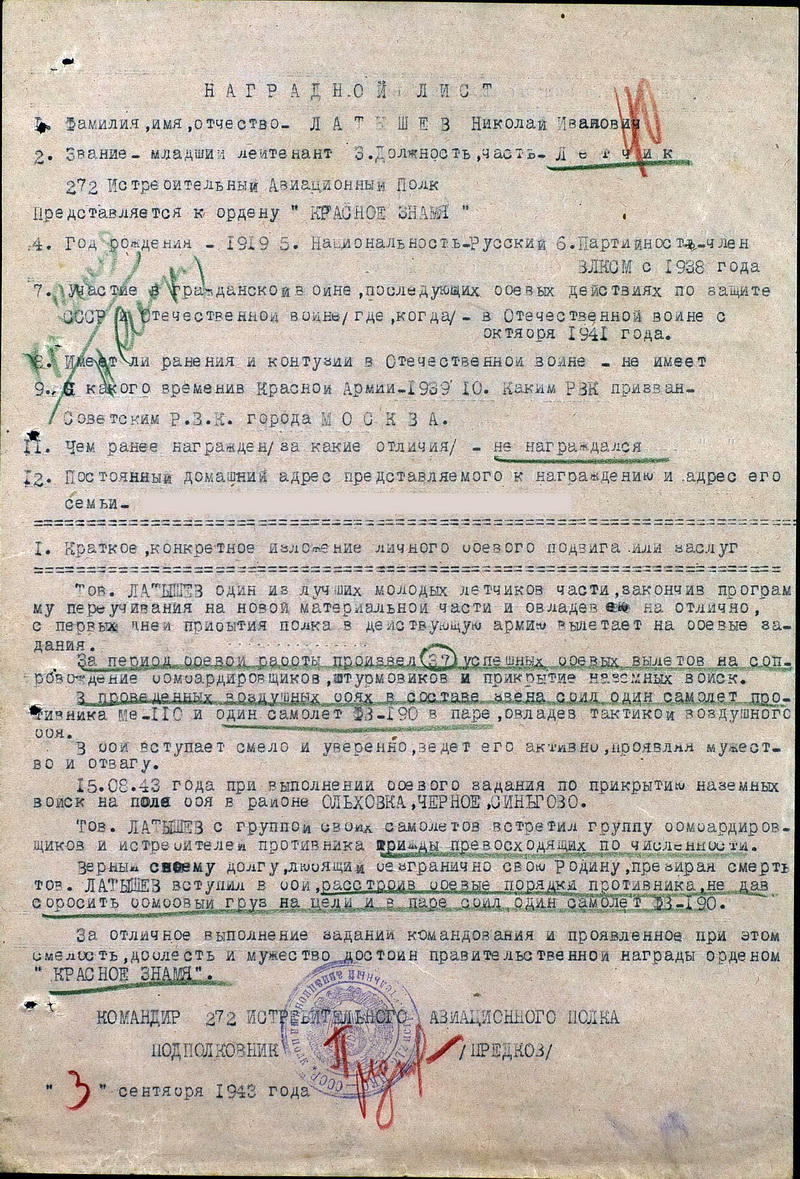 НАГРАДНОЙ ЛИСТ
1. Фамилия,имя,отчество- ЛАТЫШЕВ Николай Иванович
2. Звание- младший лейтенант 3.Должность,часть- Летчик
272 Истребительный Авиационный Полк
Представляется к ордену " КРАСНОЕ ЗНАМЯ "
4. Год рождения - 1919 5. Национальность-Русский 6.Партийность-член
ВЛКСМ с 1938 года
7. Участие в гражданской войне,последующих боевых действиях по защите
СССР и Отечественной войне/где,когда/- в Отечественной войне с
октября 1941 года.
8. Имеет ли ранения и контузии в Отечественной войне - не имеет
9. С какого временив Красной Армии-1939 10. Каким РВК призван-
Советским Р.В.К. города МОСКВА.
11. Чем ранее награжден/за какие отличия/ - не награждался
12. Постоянный домашний адрес представляемого к награждению и адрес его
семьи-
I. Краткое,конкретное изложение личного боевого подвига или заслуг
Тов. ЛАТЫШЕВ один из лучших молодых летчиков части,закончив програм
му переучивания на новой материальной части и овладев ею на отлично,
с первых дней прибытия полка в действующую армию вылетает на боевые за-
дания.
За период боевой работы произвел 37 успешных боевых вылетов на соп-
ровождение бомбардировщиков,штурмовиков и прикрытие наземных войск.
В проведенных воздушных боях в составе звена сбил один самолет про-
тивника Ме-110 и один самолет ФЗ-190 в паре,овладев тактикой воздушного
боя.
В бой вступает смело и уверенно,ведет его активно,проявляя мужест-
во и отвагу.
15.08.43 года при выполнении боевого задания по прикрытию наземных
войск на поле боя в районе ОЛЬХОВКА,ЧЕРНОЕ,СИНЬГОВО.
Тов. ЛАТЫШЕВ с группой своих самолетов встретил группу бомбардиров-
щиков и истребителей противника трижды превосходящих по численности.
Верный своему долгу,любящий безгранично свою Родину,презирая смерть
тов. ЛАТЫШЕВ вступил в бой,расстроив боевые порядки противника,не дав
сбросить бомбовый груз на цели и в паре сбил один самолет ФЗ-190.
За отличное выполнение заданий командования и проявленное при этом
смелость,доблесть и мужество достоин правительственной награды орденом
" КРАСНОЕ ЗНАМЯ".
КОМАНДИР 272 ИСТРЕБИТЕЛЬНОГО АВИАЦИОННОГО ПОЛКА
ПОДПОЛКОВНИК /ПРЕДКОВ/
" 3 " сентября 1943 года